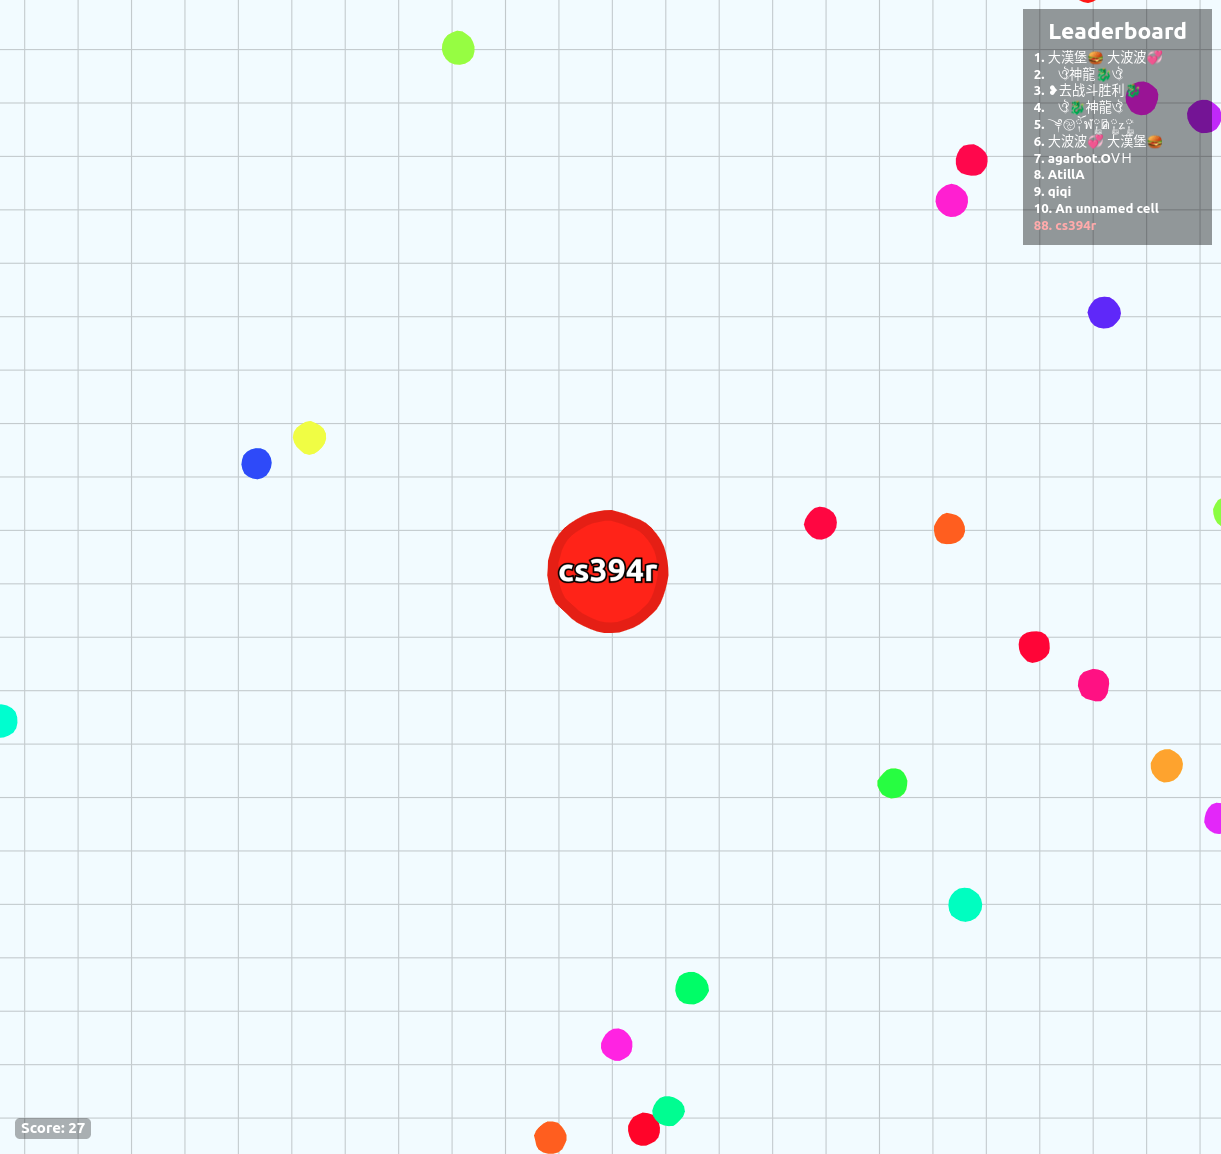 Leaderboard
1. 大漢堡🍔 大波波💞
2. ঔ神龍🐉ঔ
3. ❥去战斗胜利🐉
4. ঔ🐉神龍ঔ
6. 大波波💞 大漢堡🍔
7. agarbot.OVH
8. AtillA
9. qiqi
10. An unnamed cell
88. cs394r
cs394r
Score: 27